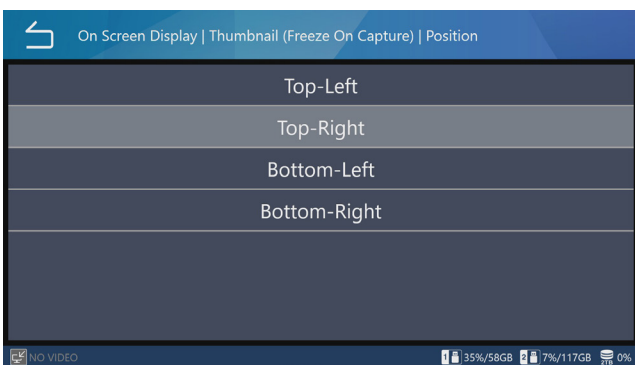 On Screen Display | Thumbnail (Freeze On Capture) | Position
Top-Left
Top-Right
Bottom-Left
Bottom-Right
NO VIDEO 1 35%/58GB 2 7%/117GB 2TB 0%